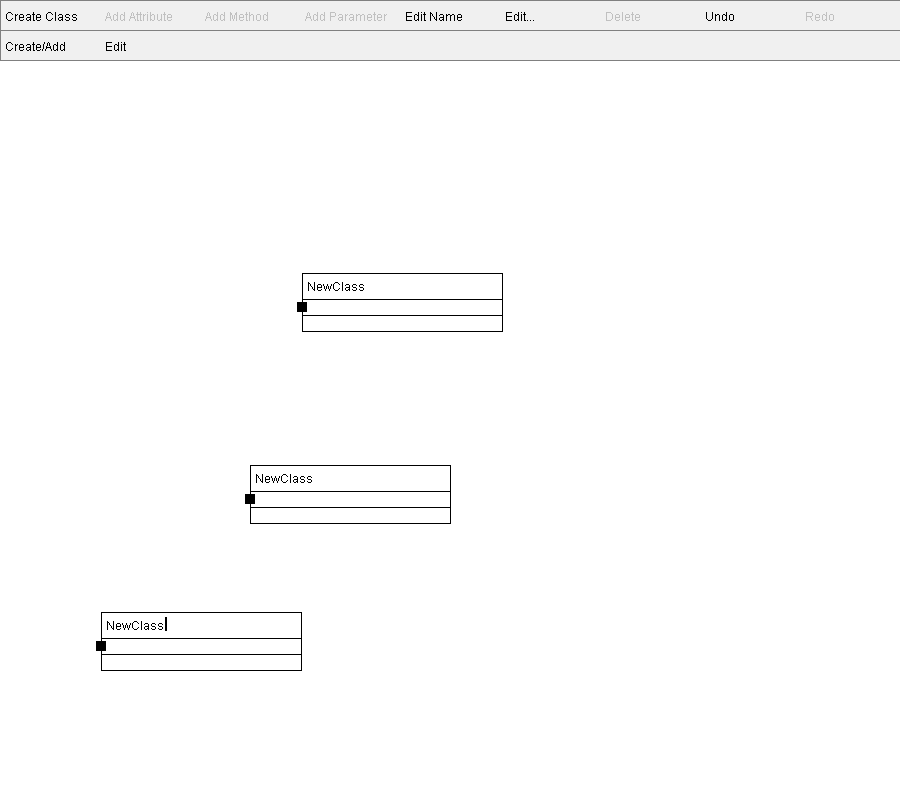 Create Class Add Attribute Add Method Add Parameter Edit Name Edit... Delete Undo Redo
Create/Add Edit
NewClass
NewClass
NewClass